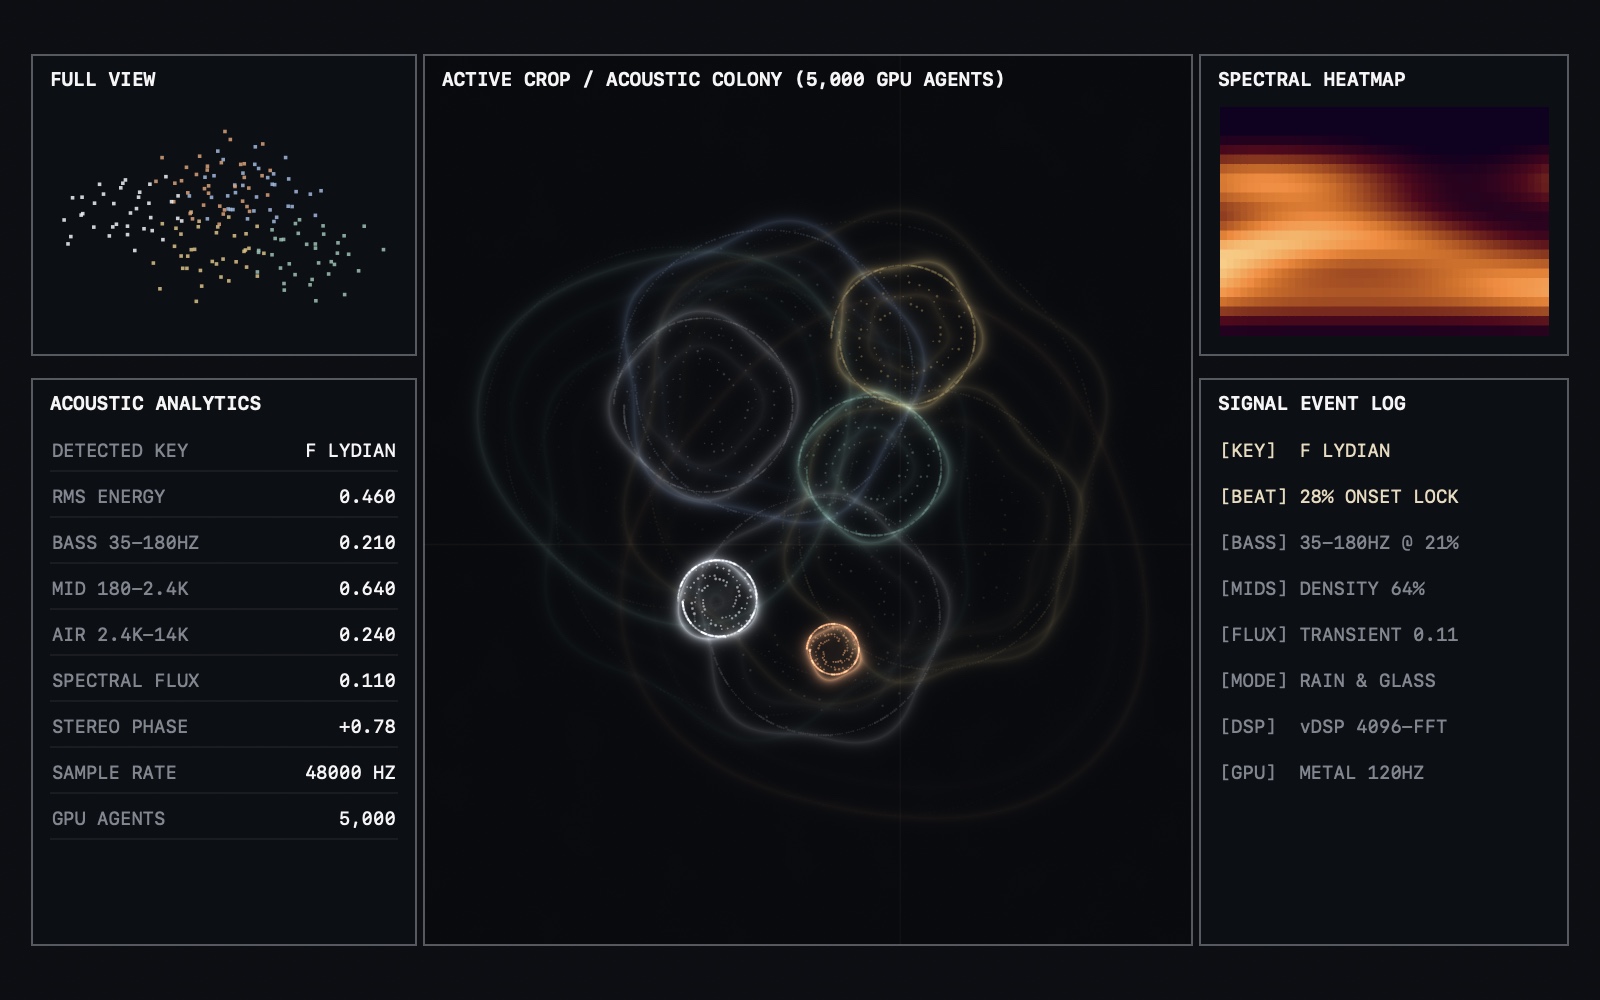 FULL VIEW
ACOUSTIC ANALYTICS
DETECTED KEY F LYDIAN
RMS ENERGY 0.460
BASS 35–180HZ 0.210
MID 180–2.4K 0.640
AIR 2.4K–14K 0.240
SPECTRAL FLUX 0.110
STEREO PHASE +0.78
SAMPLE RATE 48000 HZ
GPU AGENTS 5,000
ACTIVE CROP / ACOUSTIC COLONY (5,000 GPU AGENTS)
SPECTRAL HEATMAP
SIGNAL EVENT LOG
[KEY] F LYDIAN
[BEAT] 28% ONSET LOCK
[BASS] 35–180HZ @ 21%
[MIDS] DENSITY 64%
[FLUX] TRANSIENT 0.11
[MODE] RAIN & GLASS
[DSP] vDSP 4096–FFT
[GPU] METAL 120HZ